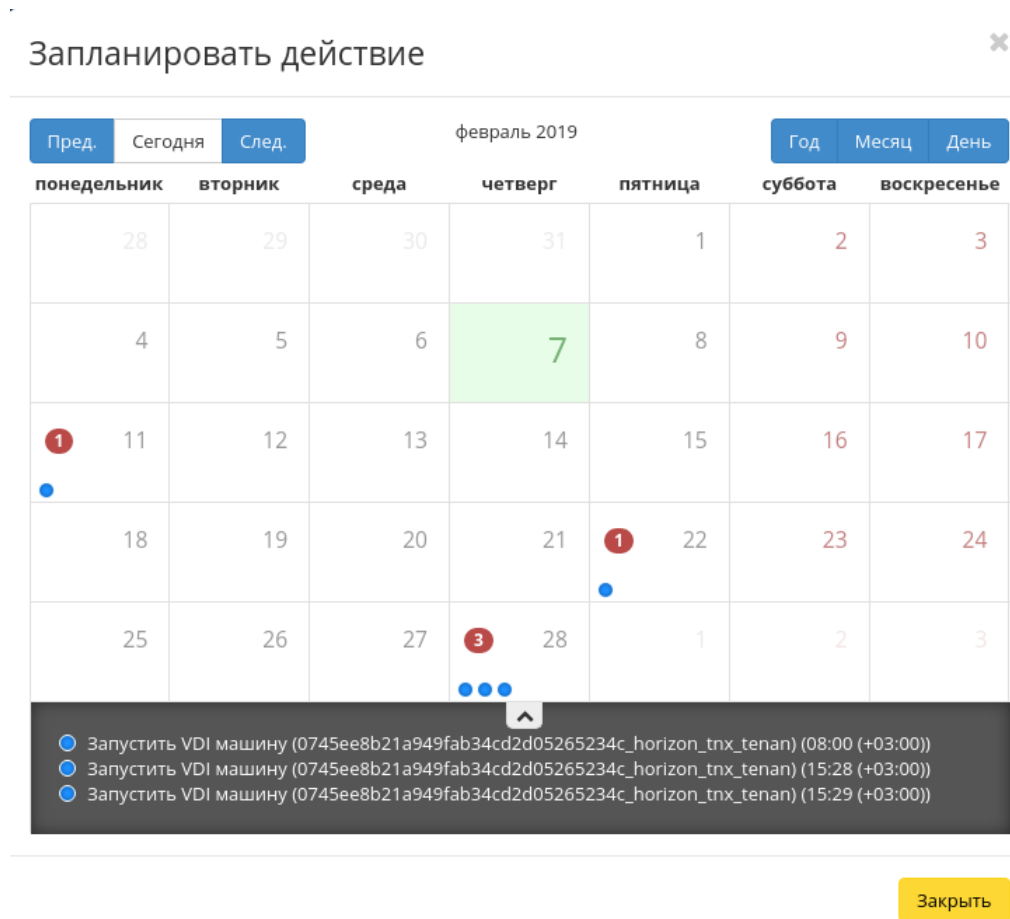 Запланировать действие ×
Пред. Сегодня След. февраль 2019 Год Месяц День
понедельник вторник среда четверг пятница суббота воскресенье
28 29 30 31 1 2 3
4 5 6 7 8 9 10
1 11 12 13 14 15 16 17
18 19 20 21 1 22 23 24
25 26 27 3 28 1 2 3
Запустить VDI машину (0745ee8b21a949fab34cd2d05265234c_horizon_tnx_tenan) (08:00 (+03:00))
Запустить VDI машину (0745ee8b21a949fab34cd2d05265234c_horizon_tnx_tenan) (15:28 (+03:00))
Запустить VDI машину (0745ee8b21a949fab34cd2d05265234c_horizon_tnx_tenan) (15:29 (+03:00))
Закрыть